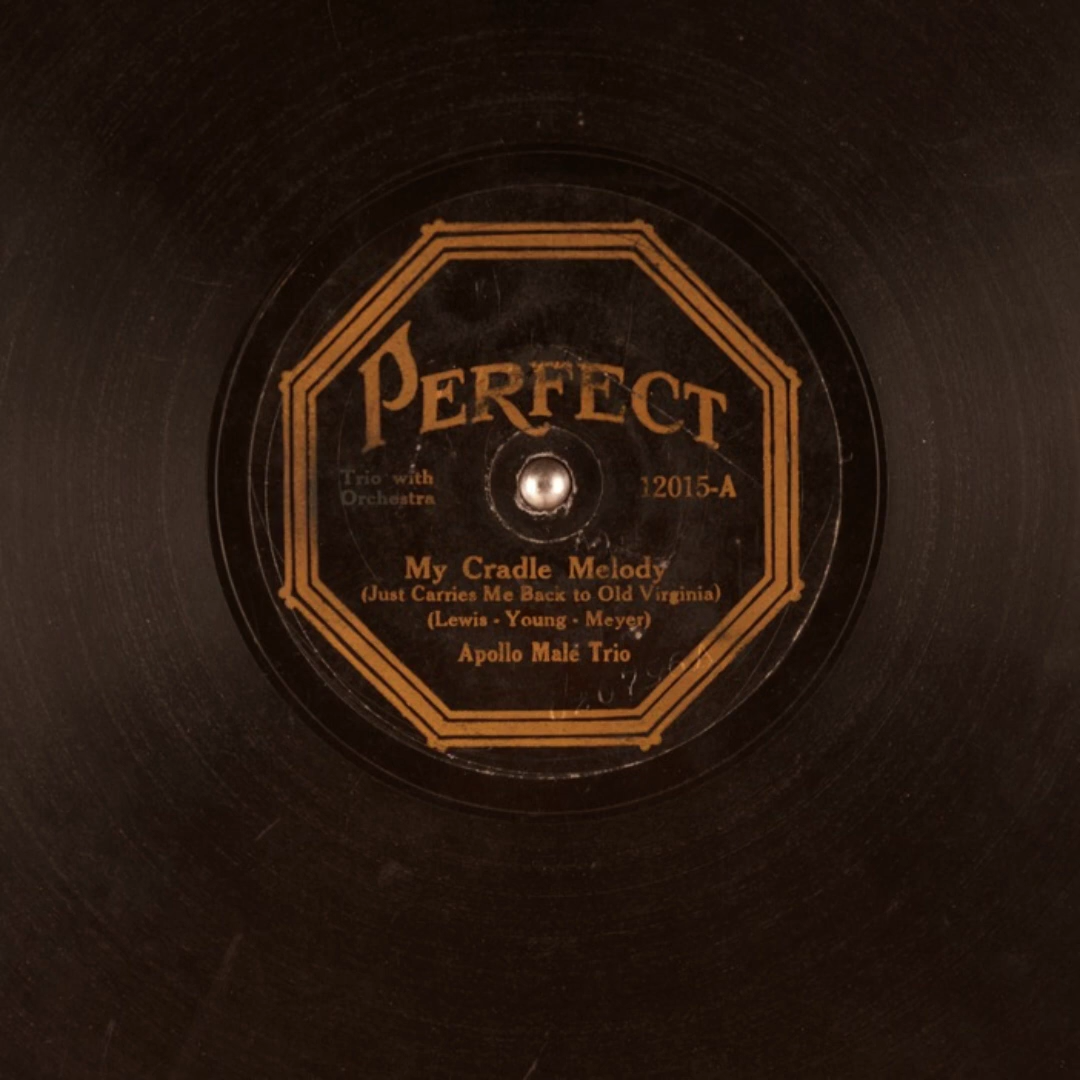 PERFECT
Trio with
Orchestra
12015-A
My Cradle Melody
(Just Carries Me Back to Old Virginia)
(Lewis - Young - Meyer)
Apollo Male Trio